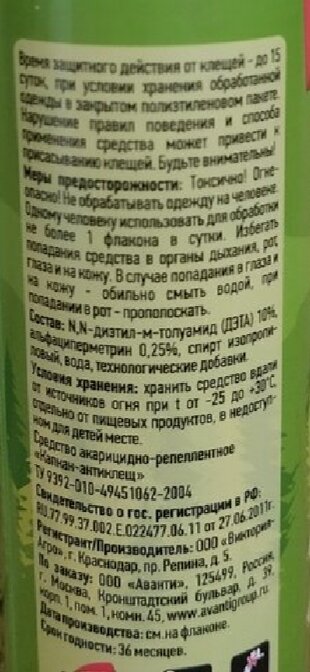 Время защитного действия от клещей - до 15
суток, при условии хранения обработанной
одежды в закрытом полиэтиленовом пакете.
Нарушение правил поведения и способа
применения средства может привести к
присасыванию клещей. Будьте внимательны!
Меры предосторожности: Токсично! Огне-
опасно! Не обрабатывать одежду на человеке.
Одному человеку использовать для обработки
не более 1 флакона в сутки. Избегать
попадания средства в органы дыхания, рот,
глаза и на кожу. В случае попадания в глаза и
на кожу - обильно смыть водой, при
попадании в рот - прополоскать.
Состав: N,N-диэтил-м-толуамид (ДЭТА) 10%,
альфациперметрин 0,25%, спирт изопропи-
ловый, вода, технологические добавки.
Условия хранения: хранить средство вдали
от источников огня при t от -25 до +30°С,
отдельно от пищевых продуктов, в недоступ-
ном для детей месте.
Средство акарицидно-репеллентное
«Капкан-антиклещ»
ТУ 9392-010-49451062-2004
Свидетельство о гос. регистрации в РФ:
RU.77.99.37.002.E.022477.06.11 от 27.06.2011г.
Регистрант/Производитель: ООО «Виктория-
Агро», г. Краснодар, пр. Репина, д. 5.
По заказу: ООО «Аванти», 125499, Россия,
г. Москва, Кронштадтский бульвар, д. 39,
корп. 1, пом. 1, комн. 45, www.avantigroup.ru.
Дата производства: см. на флаконе.
Срок годности: 36 месяцев.